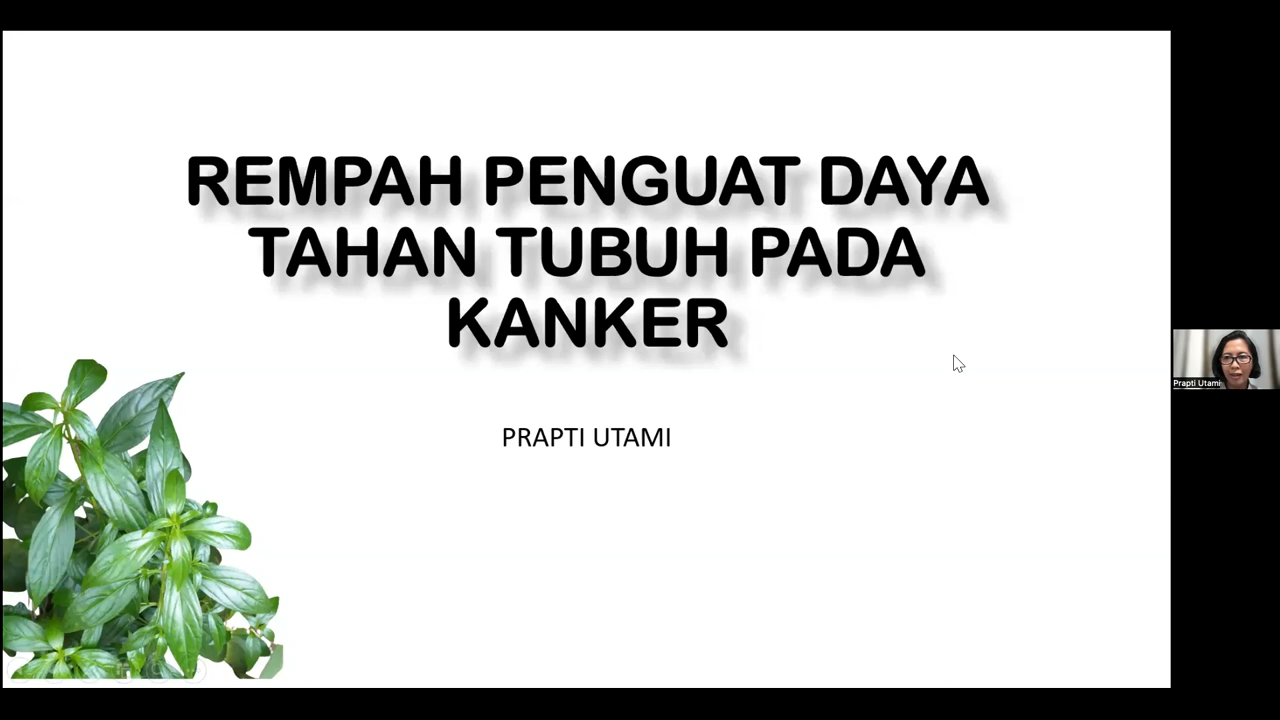 REMPAH PENGUAT DAYA
TAHAN TUBUH PADA
KANKER
PRAPTI UTAMI
Prapti Utami